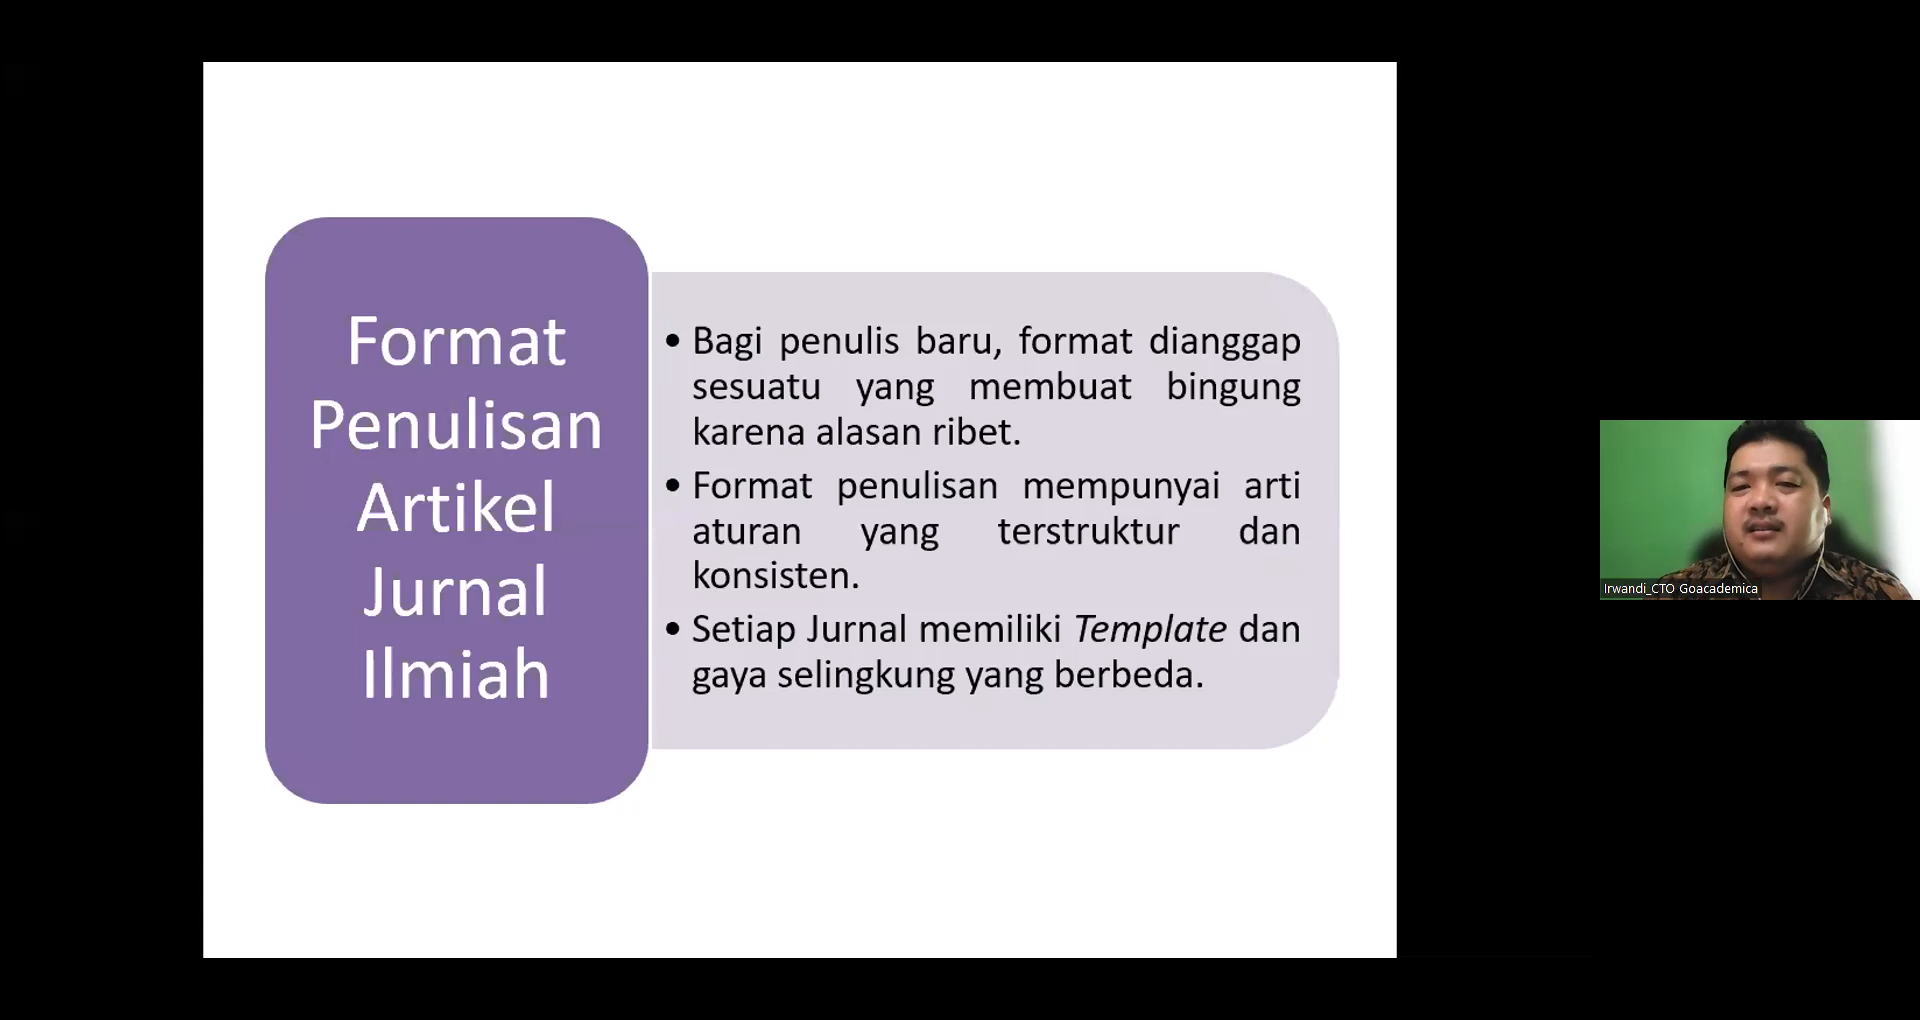 Format
Penulisan
Artikel
Jurnal
Ilmiah
• Bagi penulis baru, format dianggap
sesuatu yang membuat bingung
karena alasan ribet.
• Format penulisan mempunyai arti
aturan yang terstruktur dan
konsisten.
• Setiap Jurnal memiliki Template dan
gaya selingkung yang berbeda.
Irwandi_CTO Goacademica